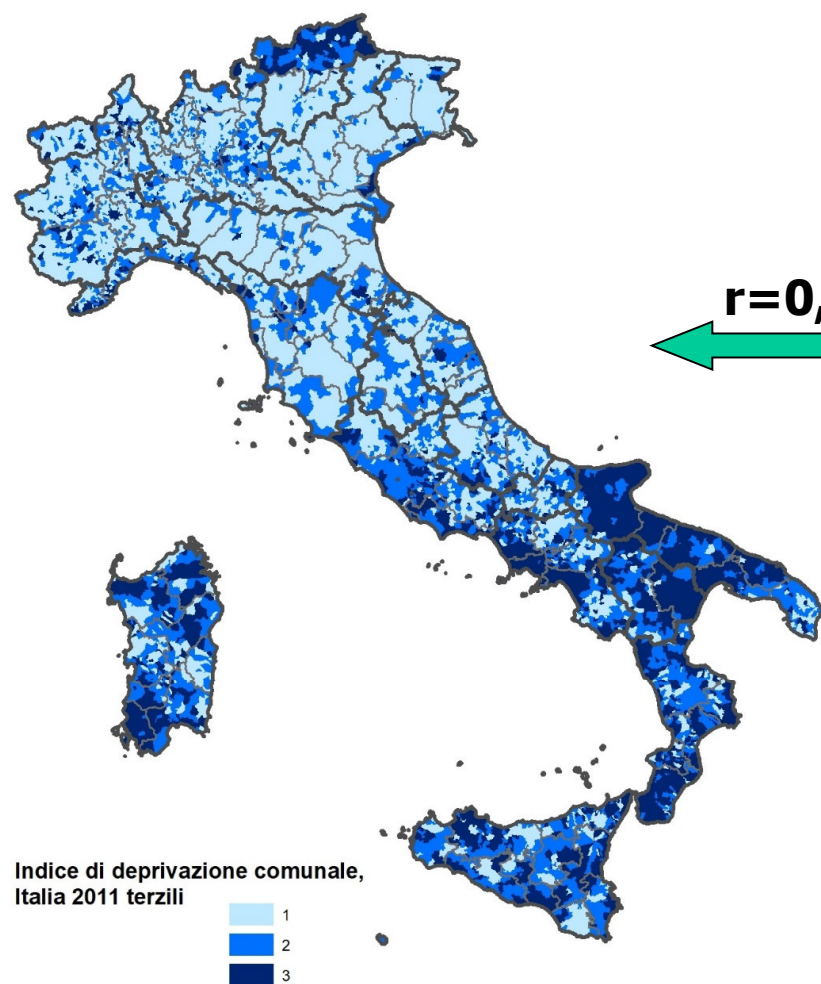 r=0,
Indice di deprivazione comunale,
Italia 2011 terzili
1
2
3